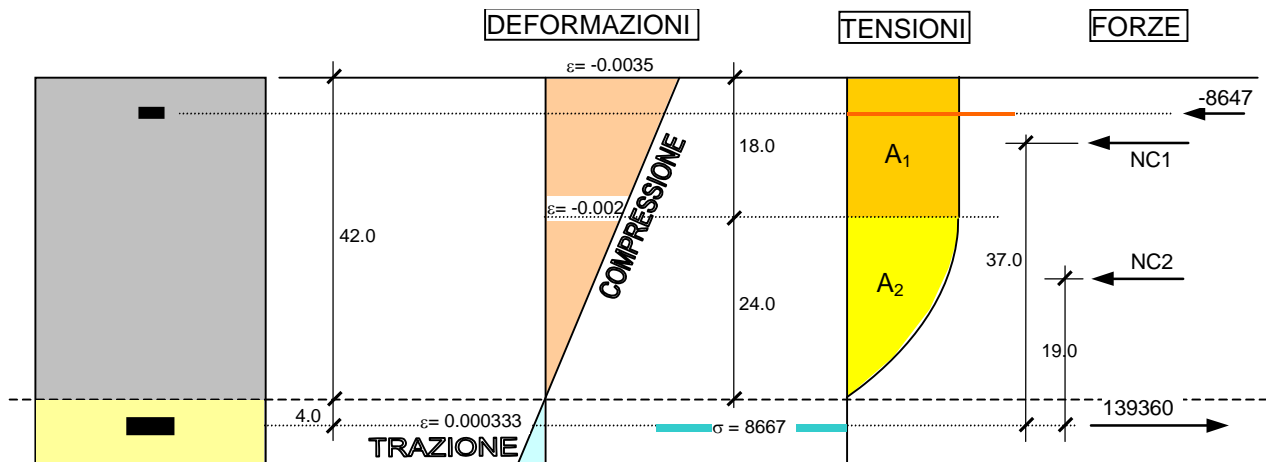 DEFORMAZIONI
TENSIONI
FORZE
ε= -0.0035
-8647
18.0
A1
NC1
ε= -0.002
COMPRESSIONE
42.0
37.0
NC2
A2
24.0
19.0
4.0
ε= 0.000333
σ = 8667
139360
TRAZIONE